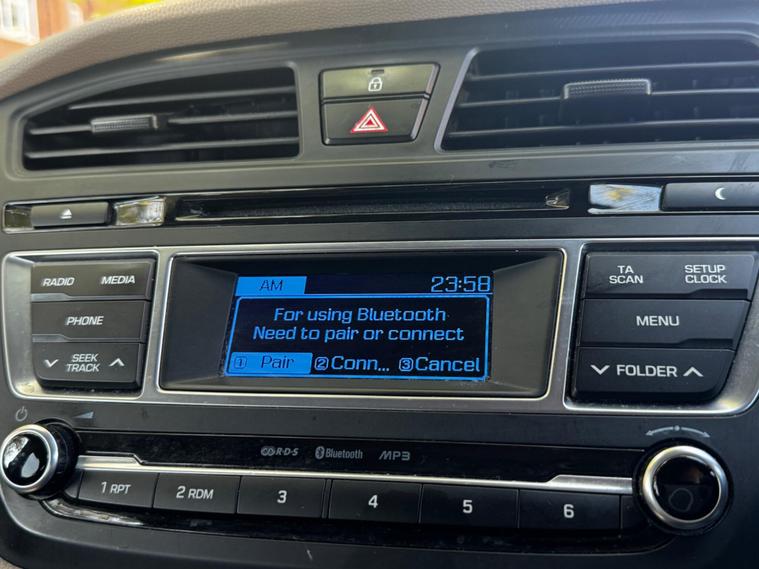 RADIO MEDIA
PHONE
SEEK
TRACK
AM 23:58
For using Bluetooth
Need to pair or connect
1 Pair 2 Conn... 3 Cancel
TA
SCAN
SETUP
CLOCK
MENU
FOLDER
R·D·S Bluetooth MP3
1 RPT 2 RDM 3 4 5 6